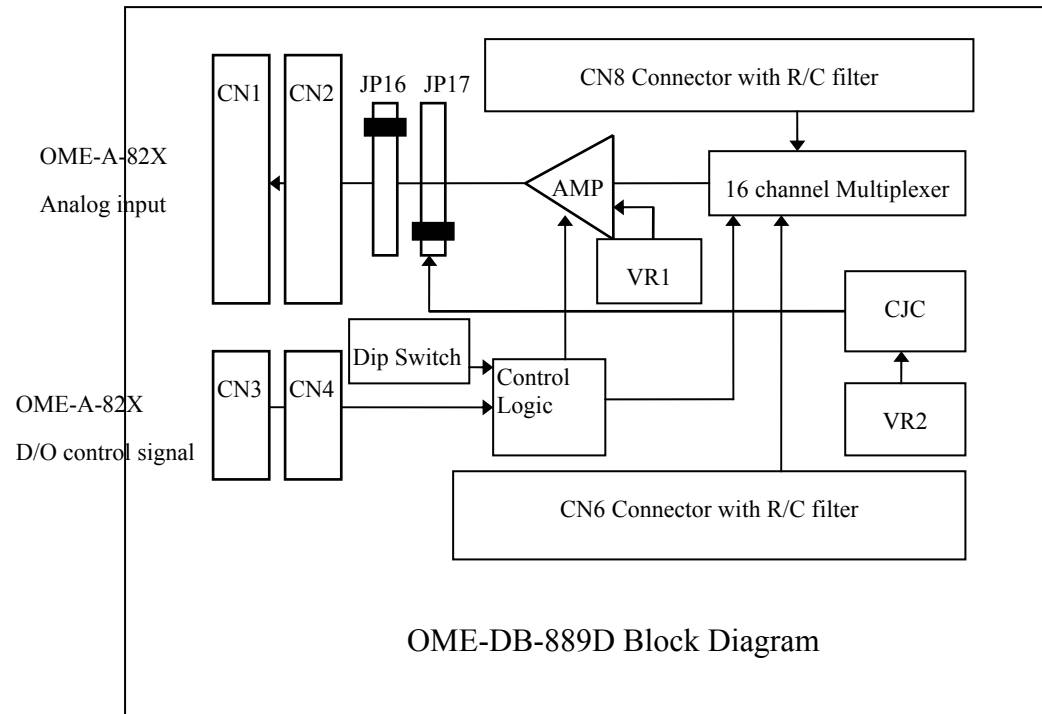 CN8 Connector with R/C filter
JP16
JP17
CN1
CN2
OME-A-82X
Analog input
AMP
16 channel Multiplexer
VR1
CJC
Dip Switch
Control
Logic
CN3
CN4
OME-A-82X
D/O control signal
VR2
CN6 Connector with R/C filter
OME-DB-889D Block Diagram